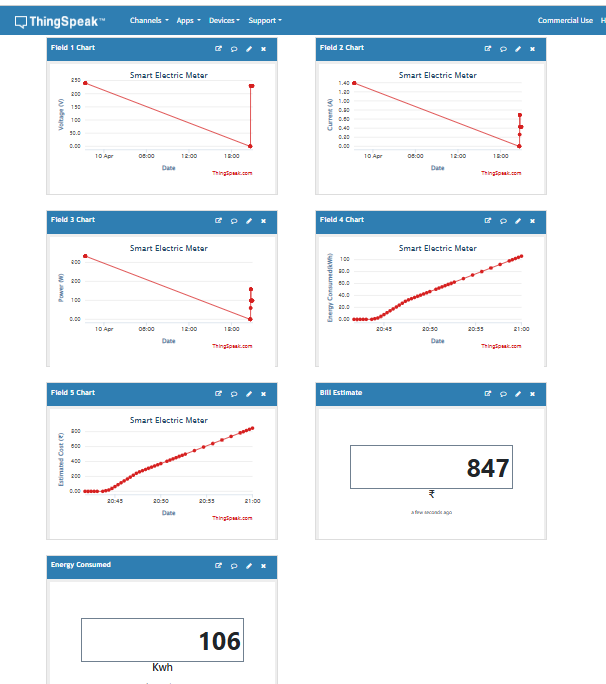 ThingSpeak™ Channels Apps Devices Support Commercial Use H
Field 1 Chart
Smart Electric Meter
Voltage (V)
250
200
150
100
50.0
0.00
10 Apr 06:00 12:00 18:00
Date
ThingSpeak.com
Field 2 Chart
Smart Electric Meter
Current (A)
1.40
1.20
1.00
0.80
0.60
0.40
0.20
0.00
10 Apr 06:00 12:00 18:00
Date
ThingSpeak.com
Field 3 Chart
Smart Electric Meter
Power (W)
300
200
100
0.00
10 Apr 06:00 12:00 18:00
Date
ThingSpeak.com
Field 4 Chart
Smart Electric Meter
Energy Consumed(kWh)
100
80.0
60.0
40.0
20.0
0.00
20:45 20:50 20:55 21:00
Date
ThingSpeak.com
Field 5 Chart
Smart Electric Meter
Estimated Cost (₹)
800
600
400
200
0.00
20:45 20:50 20:55 21:00
Date
ThingSpeak.com
Bill Estimate
847
₹
a few seconds ago
Energy Consumed
106
Kwh